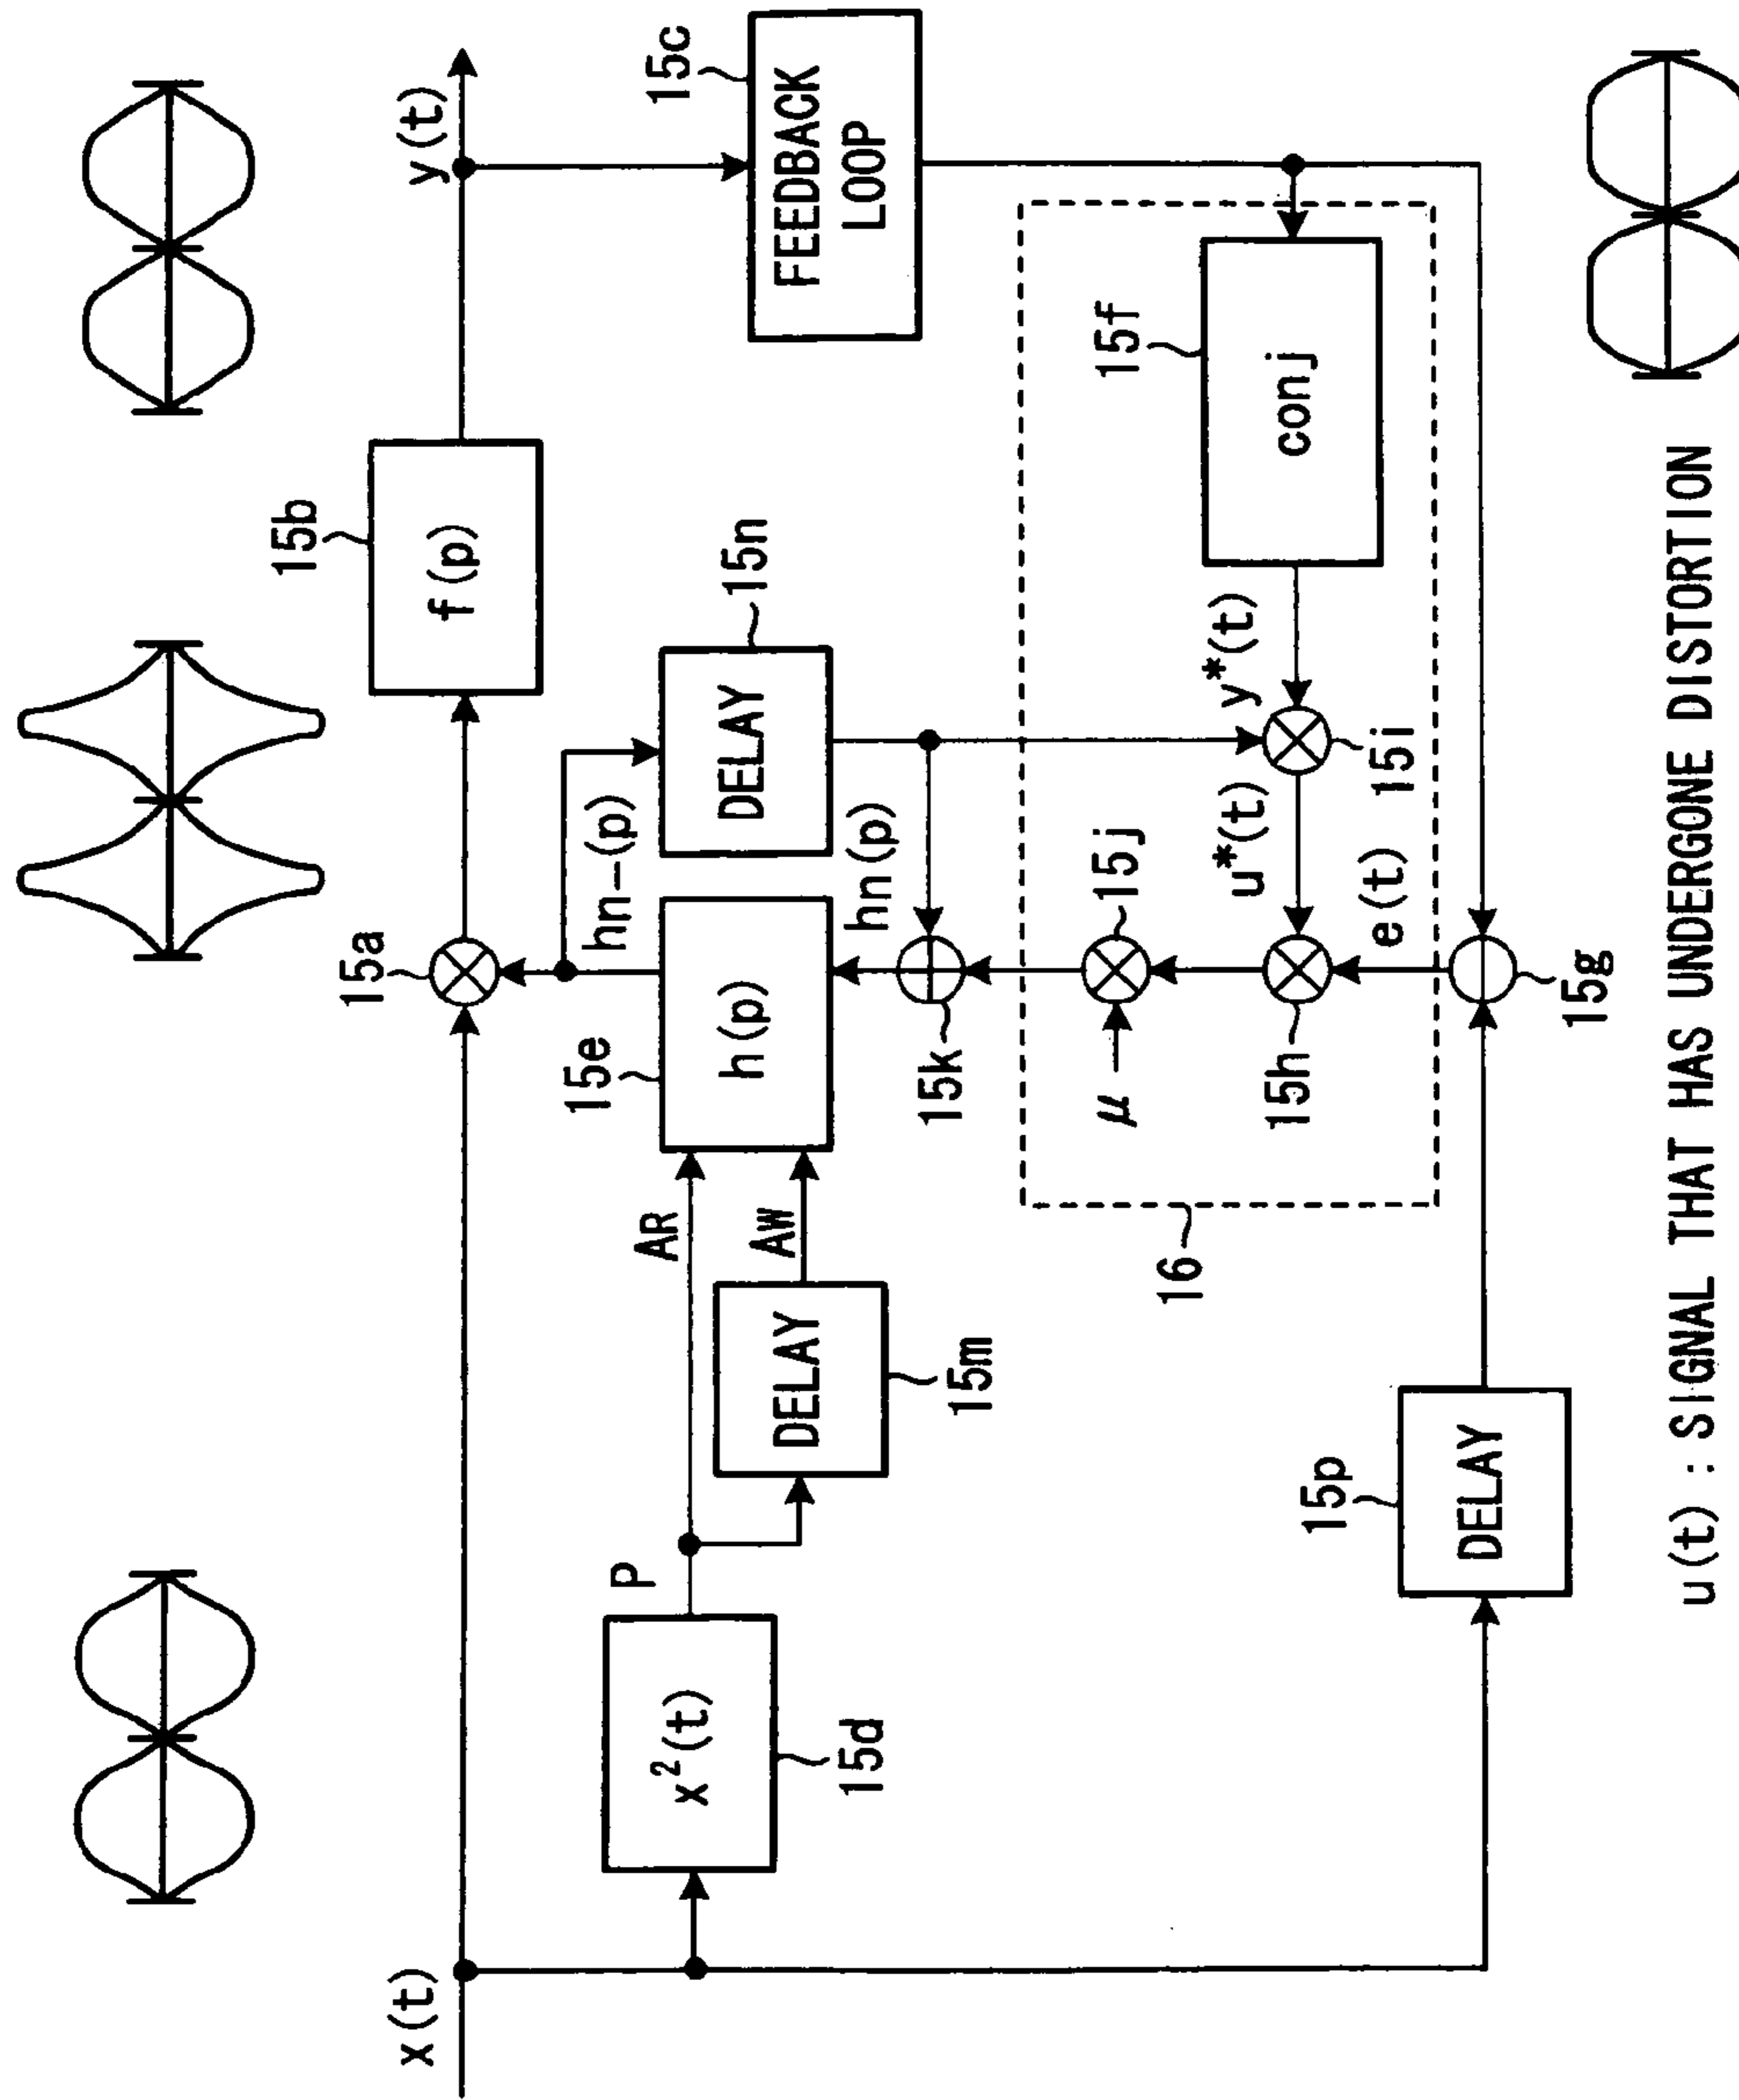 x(t)
15a
15b
f(p)
y(t)
15c
FEEDBACK
LOOP
x²(t)
15d
P
AR
AW
DELAY
15m
15e
h(p)
hn-(p)
DELAY
15n
hn(p)
15k
μ
15j
15h
u*(t)
e(t)
y*(t)
15i
15f
conj
16
15p
DELAY
15g
u(t) : SIGNAL THAT HAS UNDERGONE DISTORTION